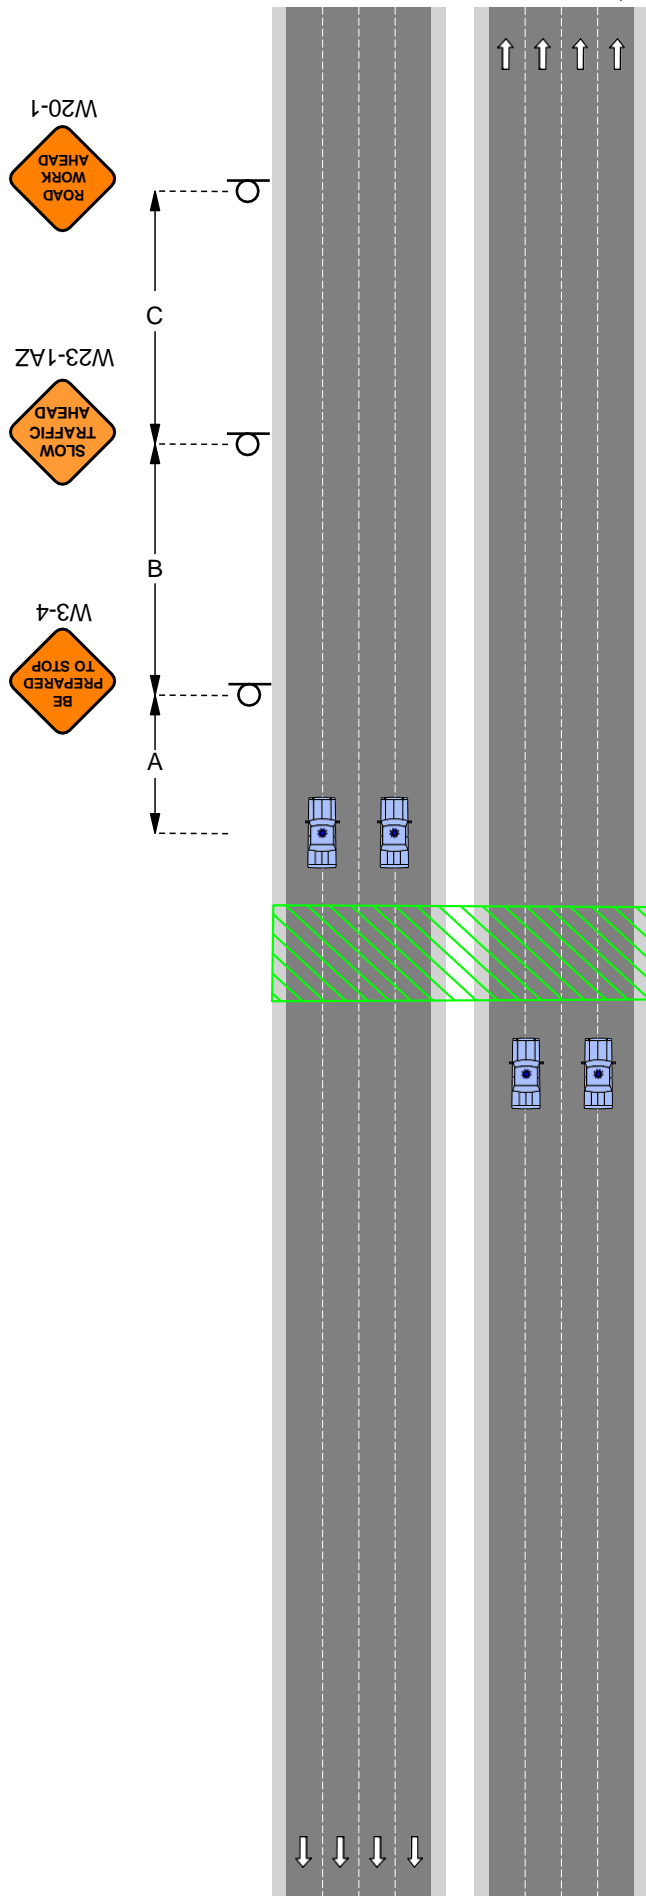 W20-1
ROAD
WORK
AHEAD
C
W23-1AZ
SLOW
TRAFFIC
AHEAD
B
W3-4
BE
PREPARED
TO STOP
A